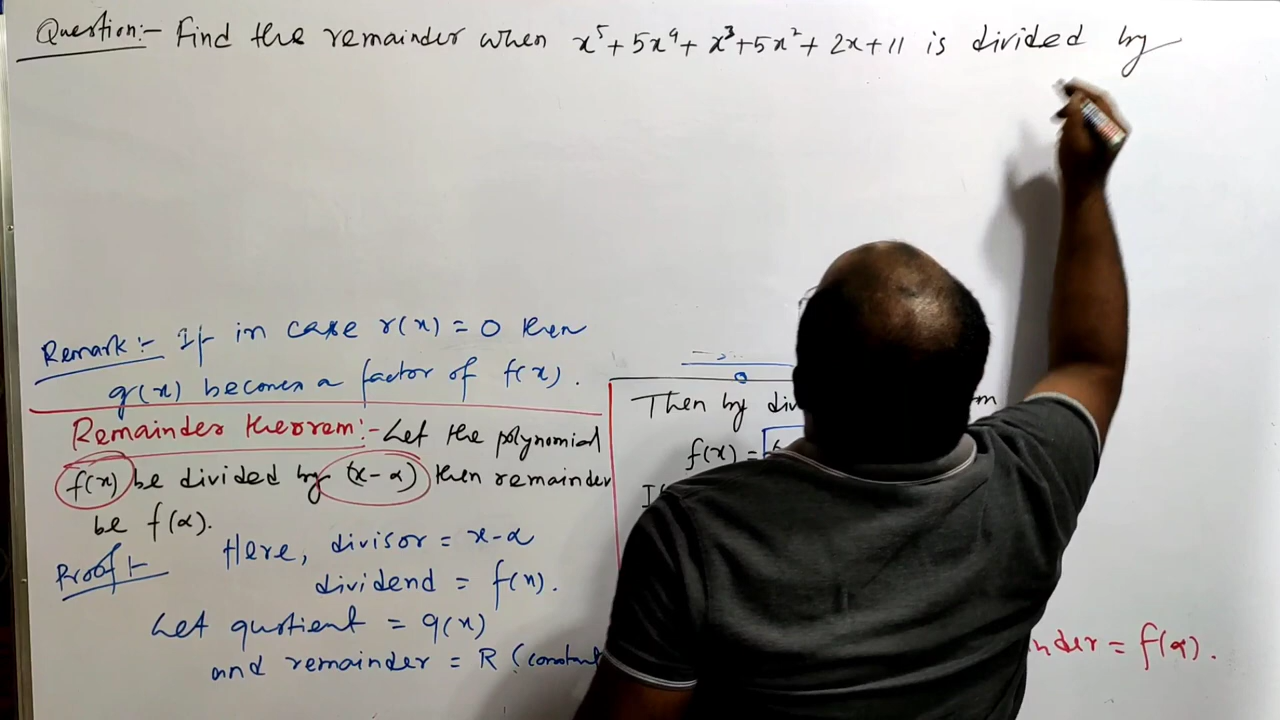 Question:- Find the remainder when x⁵+5x⁴+x³+5x²+2x+11 is divided by
Remark:- If in case r(x)=0 then
g(x) becomes a factor of f(x).
Remainder theorem:- Let the polynomial
f(x) be divided by (x-α) then remainder
be f(α).
Proof:-
Here, divisor = x-α
dividend = f(x).
Let quotient = q(x)
and remainder = R (constant
0
Then by
f(x) =
= f(α).